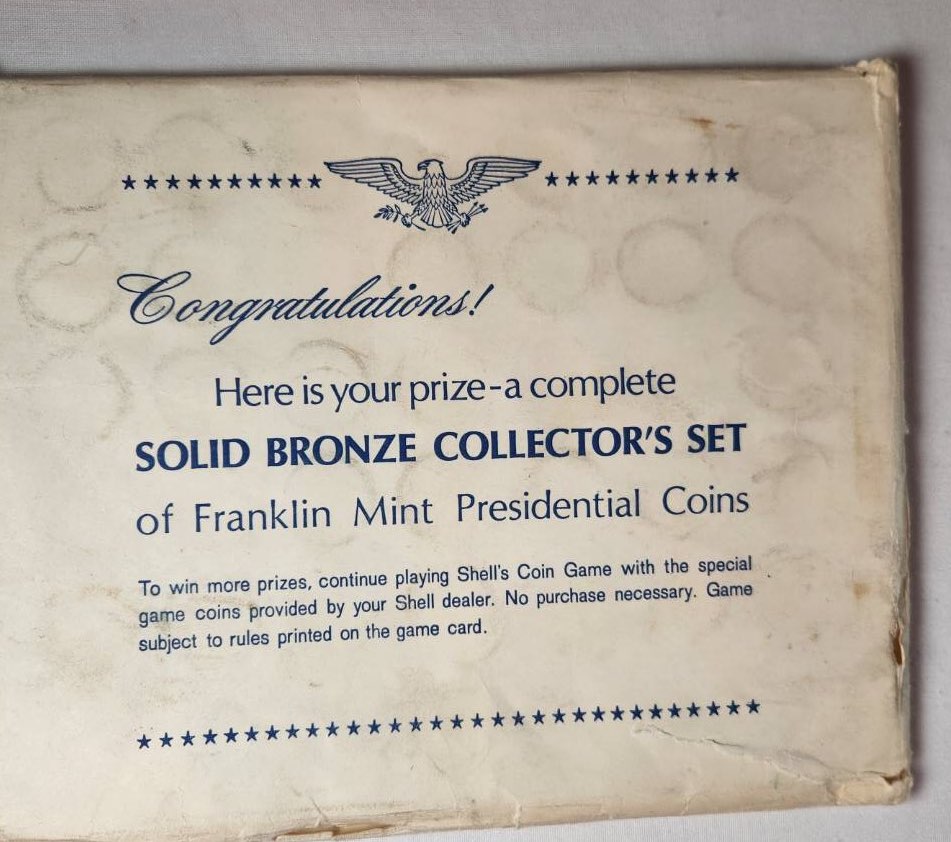 Congratulations!
Here is your prize-a complete
SOLID BRONZE COLLECTOR'S SET
of Franklin Mint Presidential Coins
To win more prizes, continue playing Shell's Coin Game with the special
game coins provided by your Shell dealer. No purchase necessary. Game
subject to rules printed on the game card.